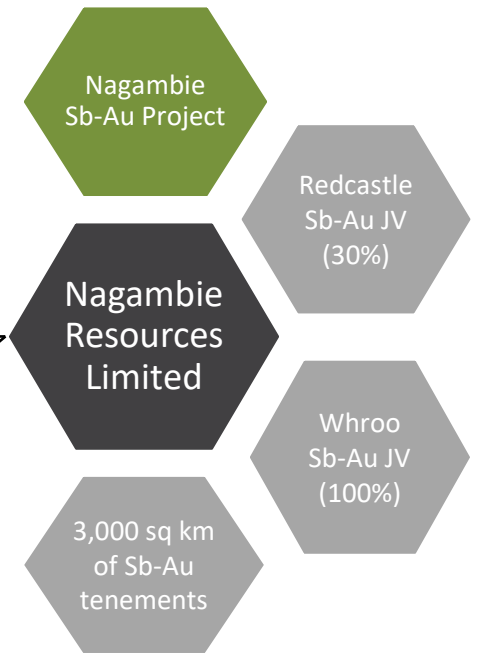 Nagambie
Sb-Au Project
Redcastle
Sb-Au JV
(30%)
Nagambie
Resources
Limited
Whroo
Sb-Au JV
(100%)
3,000 sq km
of Sb-Au
tenements